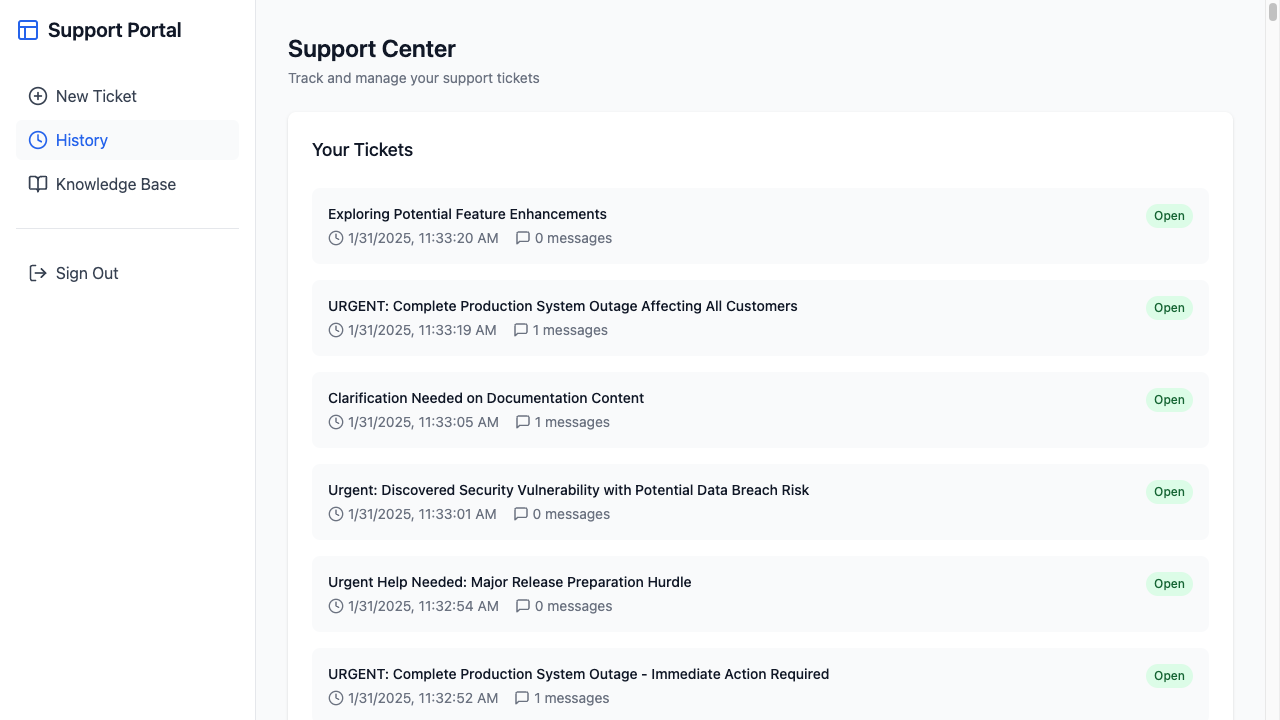 Support Portal
New Ticket
History
Knowledge Base
Sign Out
Support Center
Track and manage your support tickets
Your Tickets
Exploring Potential Feature Enhancements
Open
1/31/2025, 11:33:20 AM 0 messages
URGENT: Complete Production System Outage Affecting All Customers
Open
1/31/2025, 11:33:19 AM 1 messages
Clarification Needed on Documentation Content
Open
1/31/2025, 11:33:05 AM 1 messages
Urgent: Discovered Security Vulnerability with Potential Data Breach Risk
Open
1/31/2025, 11:33:01 AM 0 messages
Urgent Help Needed: Major Release Preparation Hurdle
Open
1/31/2025, 11:32:54 AM 0 messages
URGENT: Complete Production System Outage - Immediate Action Required
Open
1/31/2025, 11:32:52 AM 1 messages